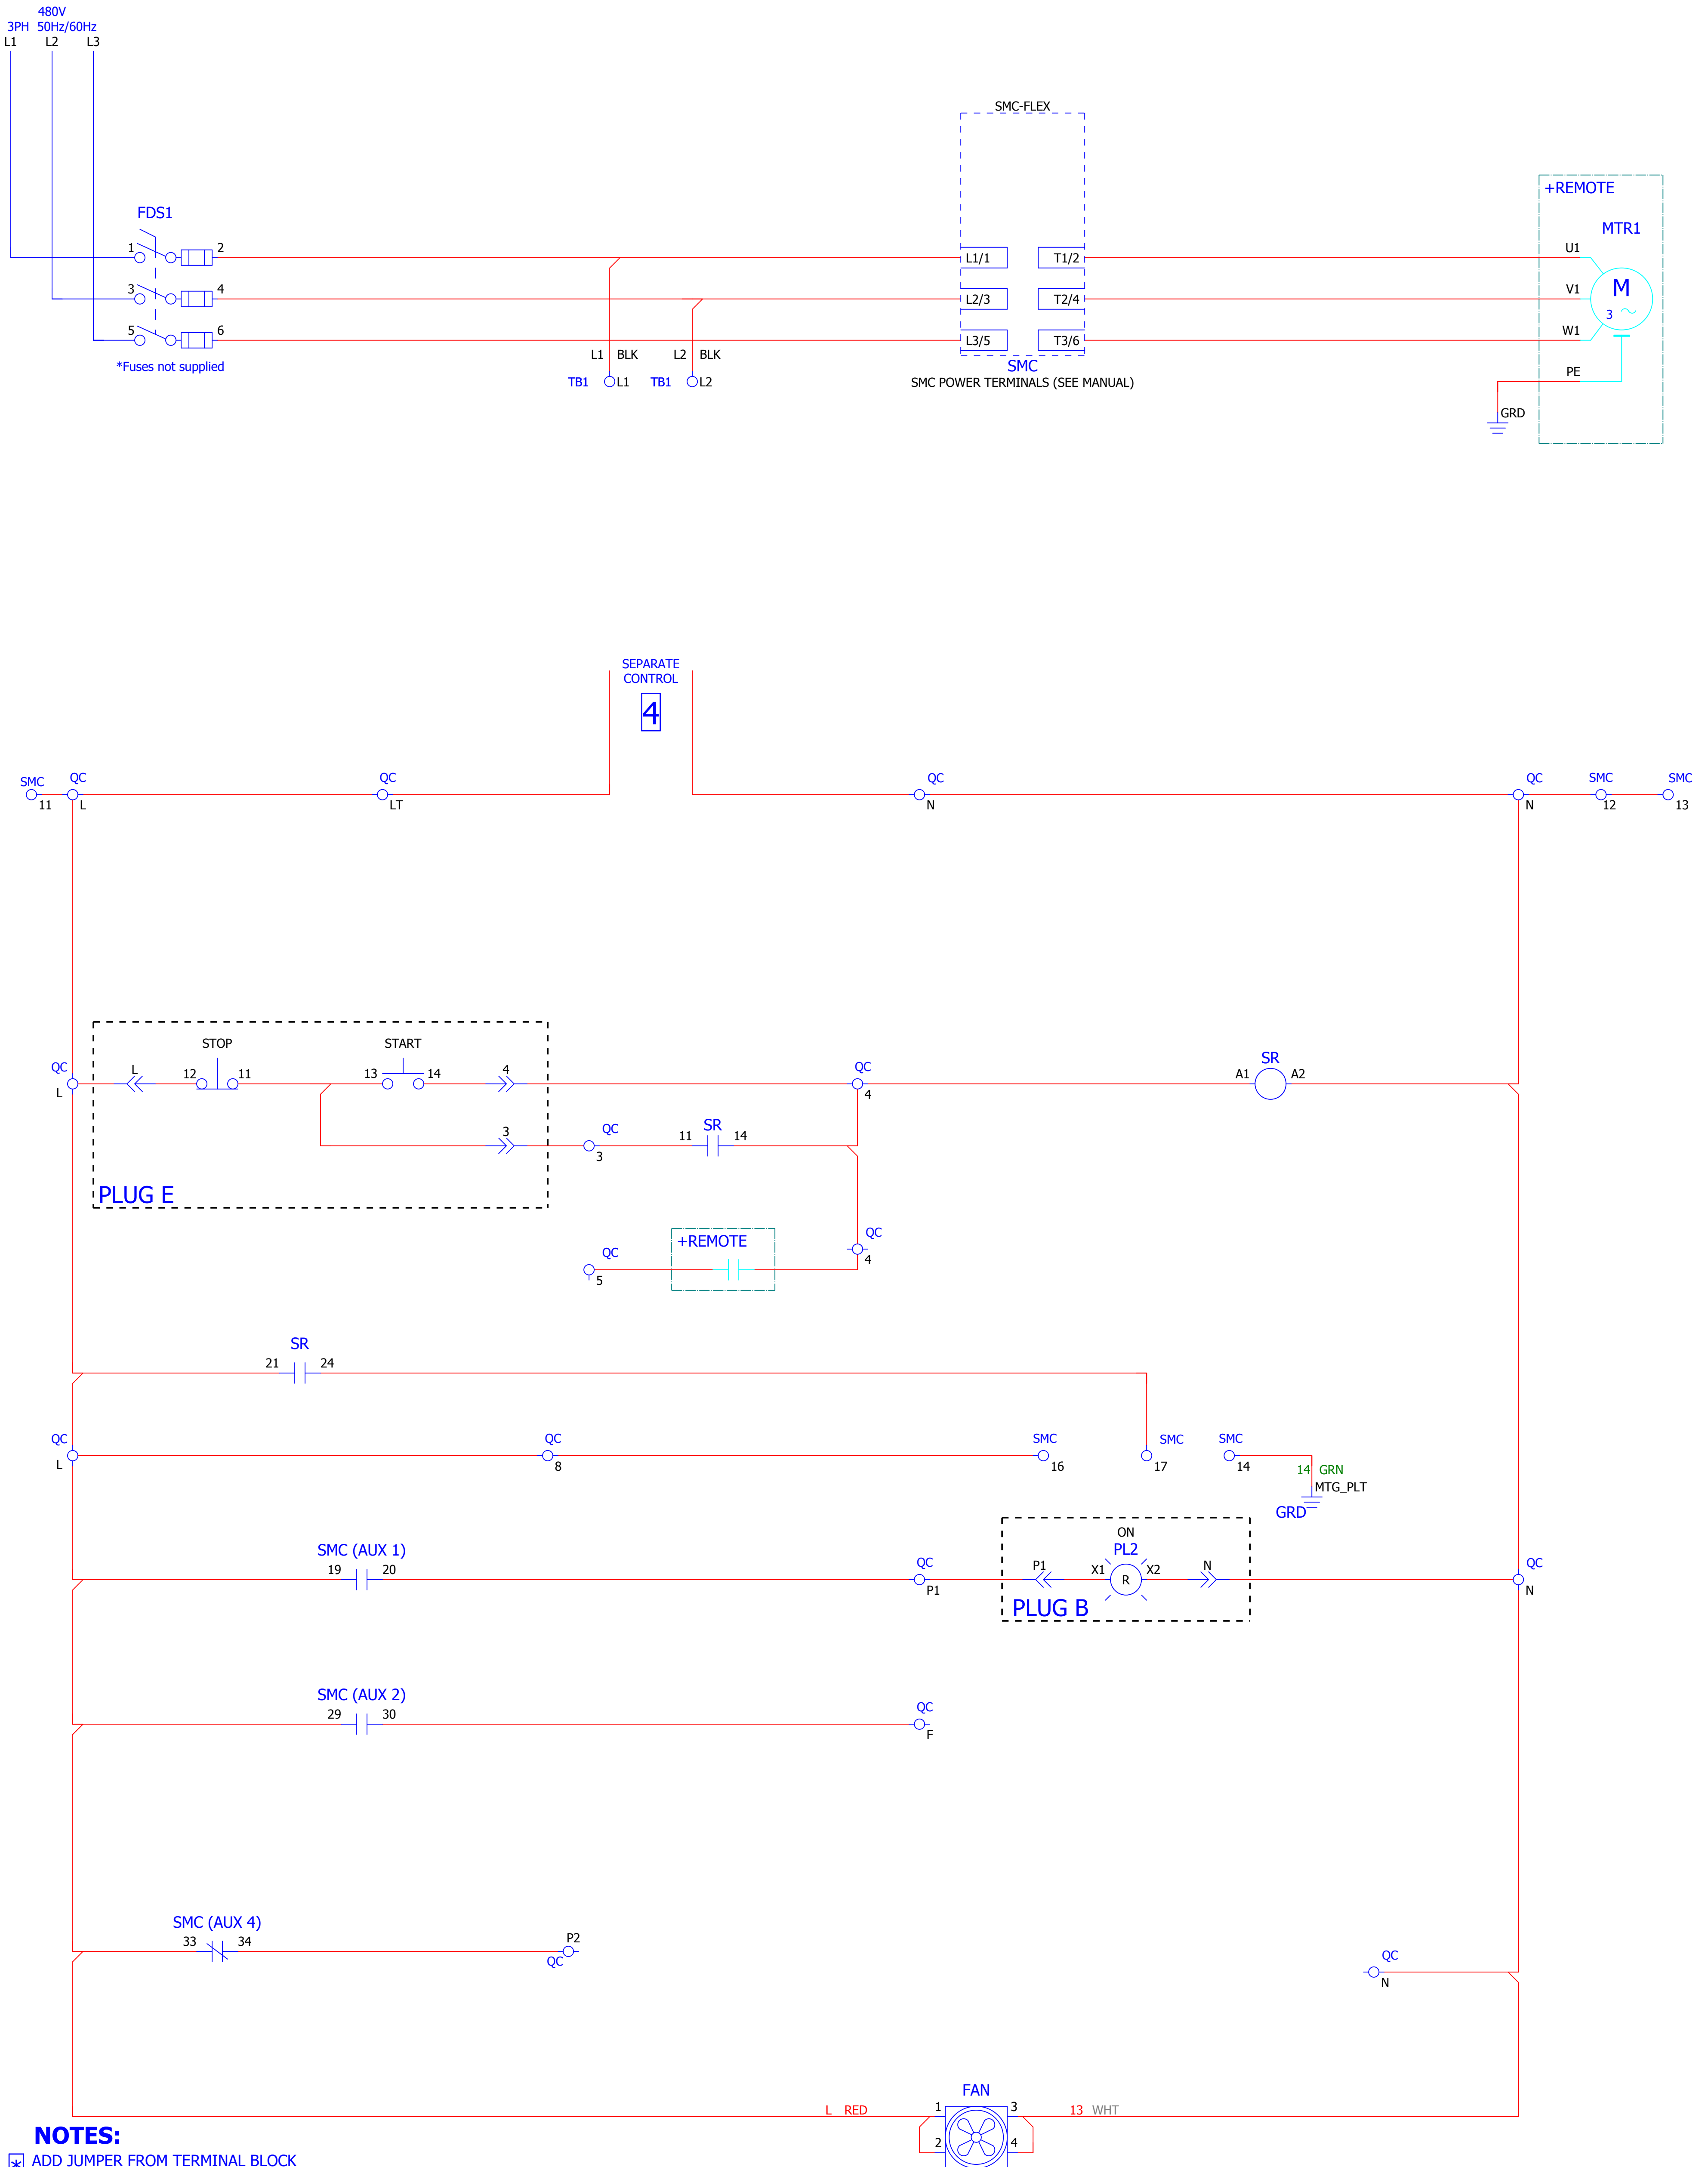 480V
3PH 50Hz/60Hz
L1 L2 L3
SMC-FLEX
+REMOTE
FDS1
MTR1
1 2 L1/1 T1/2 U1
3 4 L2/3 T2/4 V1 M
3
5 6 L3/5 T3/6 W1
*Fuses not supplied
L1 BLK L2 BLK
SMC
TB1 L1 TB1 L2
SMC POWER TERMINALS (SEE MANUAL)
PE
GRD
SEPARATE
CONTROL
4
SMC QC QC QC QC SMC SMC
11 L LT N N 12 13
STOP START
QC L 12 11 13 14 4 QC A1 SR A2
L 4
3 QC 11 SR 14
3
PLUG E
+REMOTE
QC QC
5 4
SR
21 24
QC QC SMC SMC SMC
L 8 16 17 14
14 GRN
MTG_PLT
GRD
ON
SMC (AUX 1) PL2
19 20 QC P1 X1 R X2 N QC
P1 N
PLUG B
SMC (AUX 2)
29 30 QC
F
SMC (AUX 4)
33 34 P2
QC
QC
N
FAN
L RED 1 3 13 WHT
2 4
NOTES:
* ADD JUMPER FROM TERMINAL BLOCK